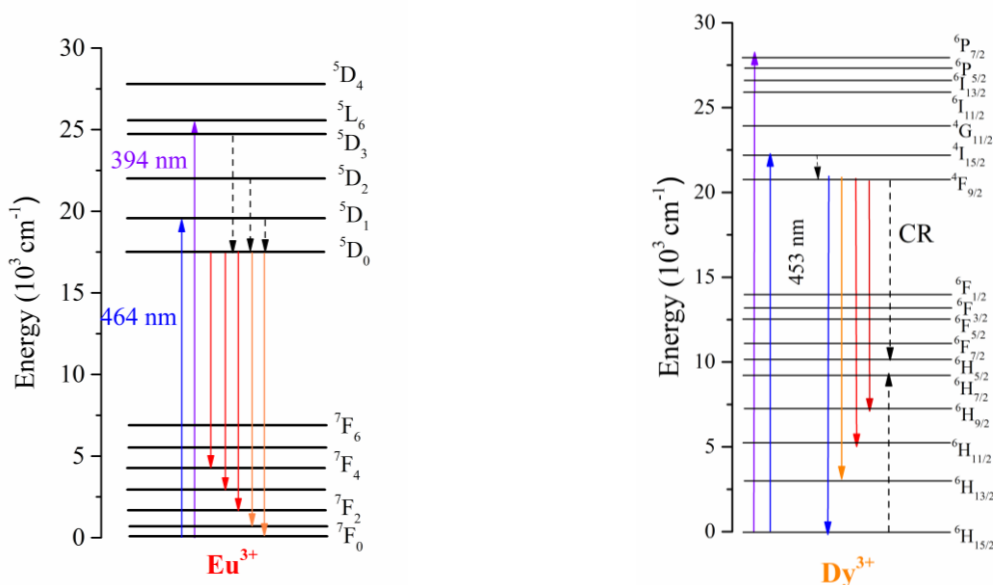 30
25
20
15
10
5
0
Energy (10³ cm⁻¹)
⁵D₄
⁵L₆
⁵D₃
⁵D₂
⁵D₁
⁵D₀
⁷F₆
⁷F₄
⁷F₂
⁷F₀
394 nm
464 nm
Eu³⁺
30
25
20
15
10
5
0
Energy (10³ cm⁻¹)
⁶P₇/₂
⁶P₅/₂
⁶I₁₃/₂
⁶I₁₁/₂
⁴G₁₁/₂
⁴I₁₅/₂
⁴F₉/₂
⁶F₁/₂
⁶F₃/₂
⁶F₅/₂
⁶F₇/₂
⁶H₅/₂
⁶H₇/₂
⁶H₉/₂
⁶H₁₁/₂
⁶H₁₃/₂
⁶H₁₅/₂
453 nm
CR
Dy³⁺